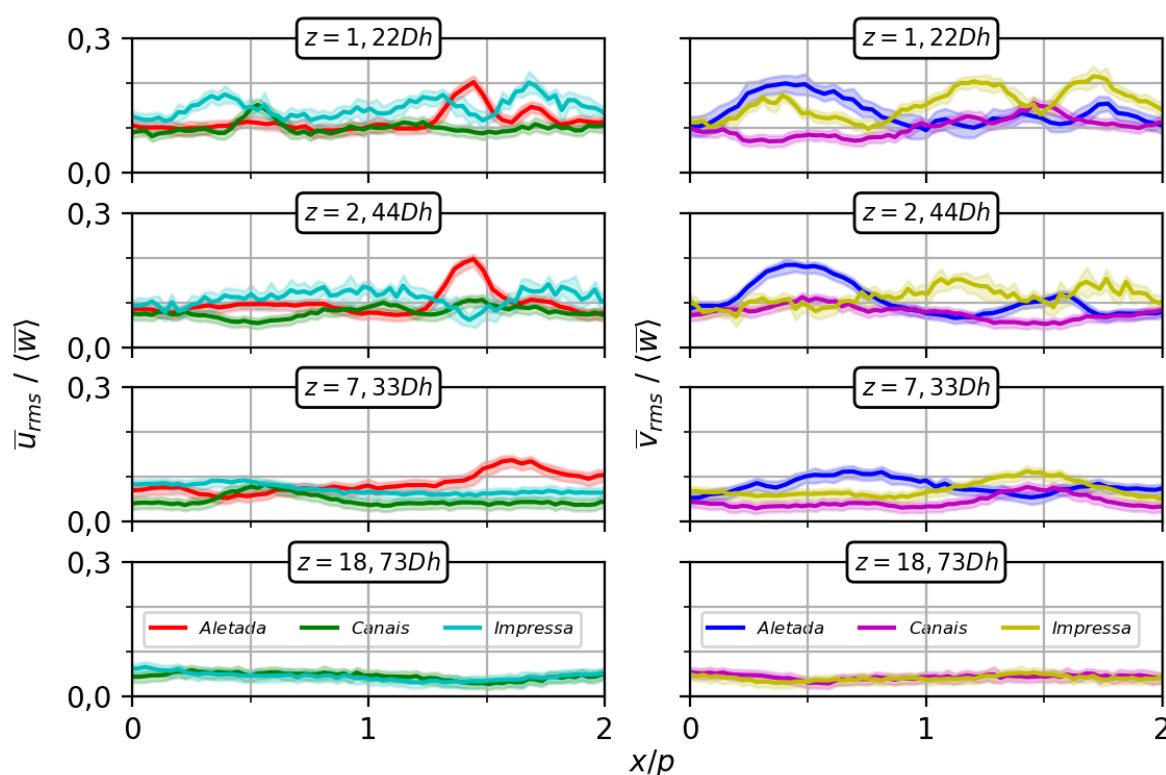 z = 1, 22Dh
z = 1, 22Dh
0,3
0,0
z = 2, 44Dh
z = 2, 44Dh
0,3
0,0
z = 7, 33Dh
z = 7, 33Dh
0,3
0,0
z = 18, 73Dh
z = 18, 73Dh
0,3
0,0
Aletada Canais Impressa
Aletada Canais Impressa
0 1 2
0 1 2
u̅rms / ⟨w̅⟩
v̅rms / ⟨w̅⟩
x/p